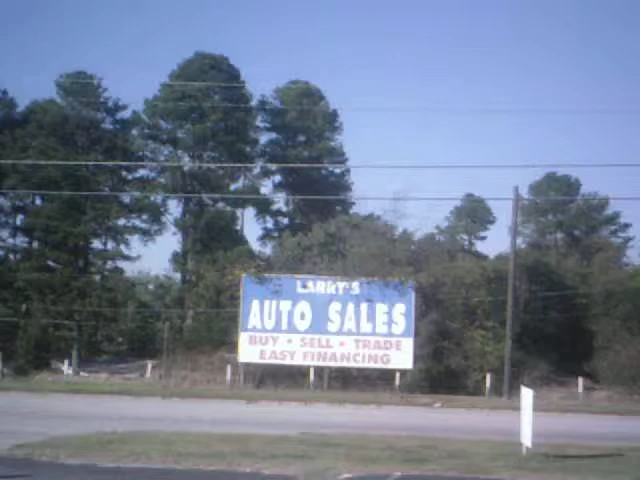 LARRY'S
AUTO SALES
BUY • SELL • TRADE
EASY FINANCING